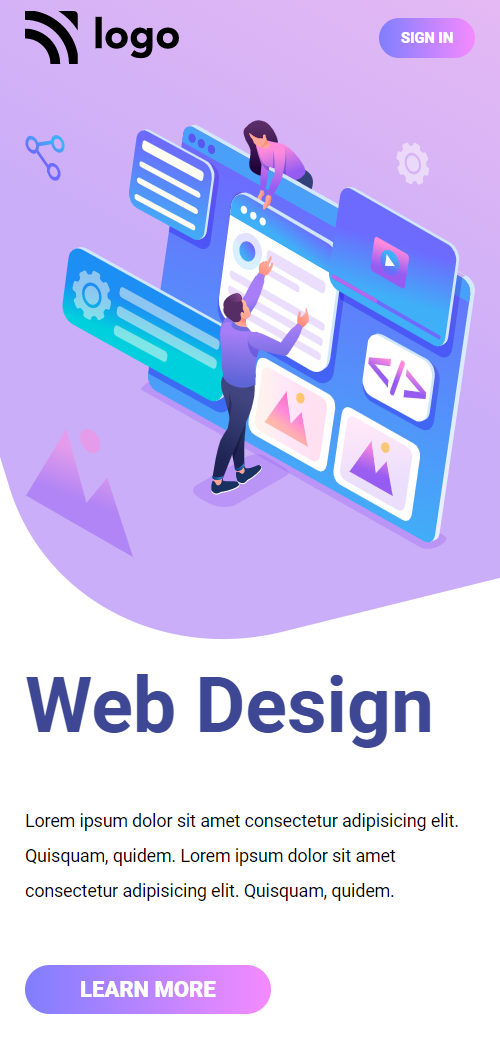 logo
SIGN IN
Web Design
Lorem ipsum dolor sit amet consectetur adipisicing elit.
Quisquam, quidem. Lorem ipsum dolor sit amet
consectetur adipisicing elit. Quisquam, quidem.
LEARN MORE